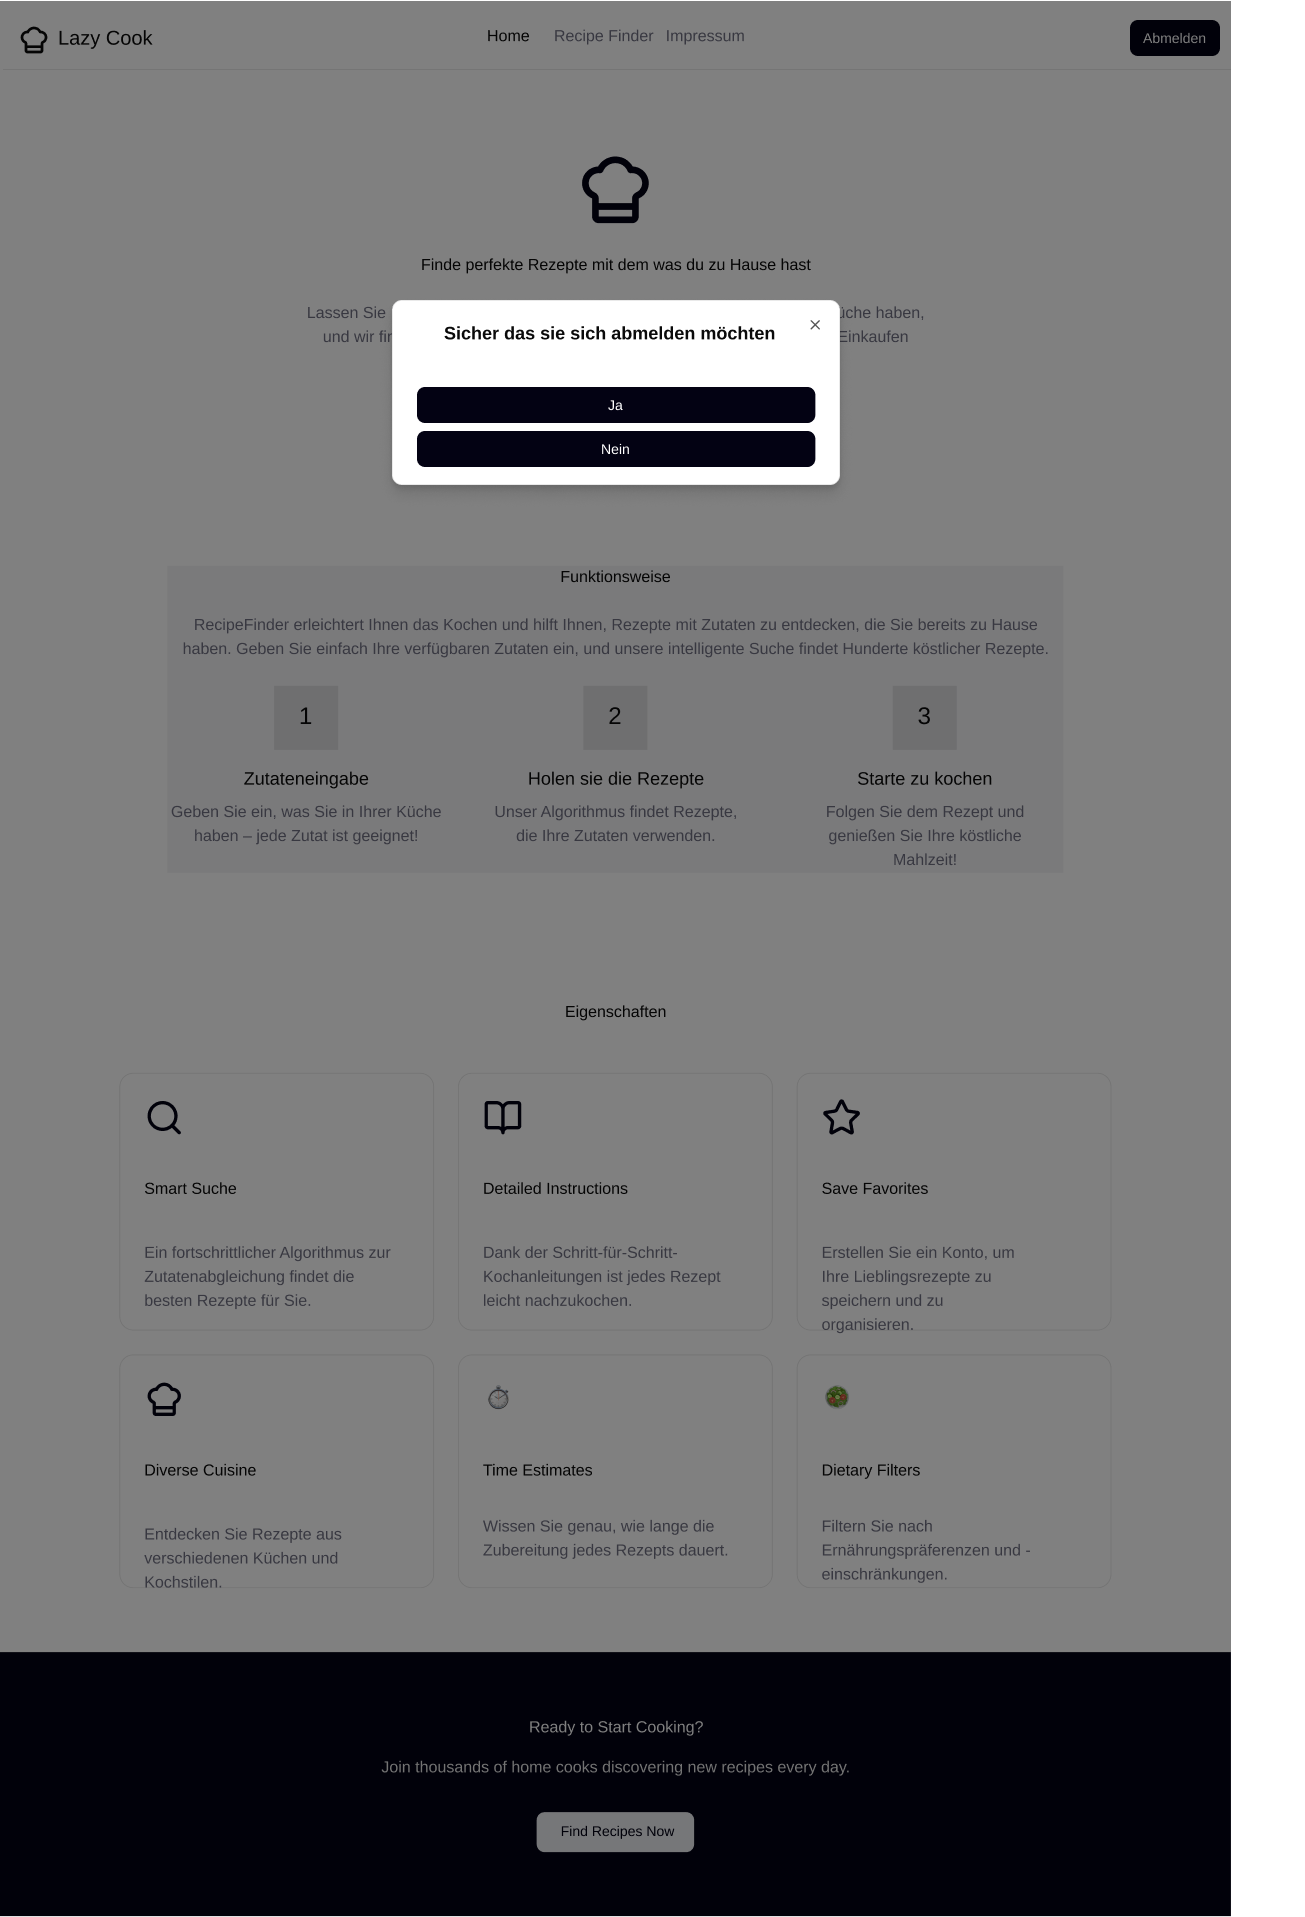 Lazy Cook
Home Recipe Finder Impressum
Abmelden
Finde perfekte Rezepte mit dem was du zu Hause hast
Lassen Sie haben,
und wir Einkaufen
Sicher das sie sich abmelden möchten
Ja
Nein
Funktionsweise
RecipeFinder erleichtert Ihnen das Kochen und hilft Ihnen, Rezepte mit Zutaten zu entdecken, die Sie bereits zu Hause
haben. Geben Sie einfach Ihre verfügbaren Zutaten ein, und unsere intelligente Suche findet Hunderte köstlicher Rezepte.
1
Zutateneingabe
Geben Sie ein, was Sie in Ihrer Küche
haben – jede Zutat ist geeignet!
2
Holen sie die Rezepte
Unser Algorithmus findet Rezepte,
die Ihre Zutaten verwenden.
3
Starte zu kochen
Folgen Sie dem Rezept und
genießen Sie Ihre köstliche
Mahlzeit!
Eigenschaften
Smart Suche
Ein fortschrittlicher Algorithmus zur
Zutatenabgleichung findet die
besten Rezepte für Sie.
Detailed Instructions
Dank der Schritt-für-Schritt-
Kochanleitungen ist jedes Rezept
leicht nachzukochen.
Save Favorites
Erstellen Sie ein Konto, um
Ihre Lieblingsrezepte zu
speichern und zu
organisieren.
Diverse Cuisine
Entdecken Sie Rezepte aus
verschiedenen Küchen und
Kochstilen.
Time Estimates
Wissen Sie genau, wie lange die
Zubereitung jedes Rezepts dauert.
Dietary Filters
Filtern Sie nach
Ernährungspräferenzen und -
einschränkungen.
Ready to Start Cooking?
Join thousands of home cooks discovering new recipes every day.
Find Recipes Now